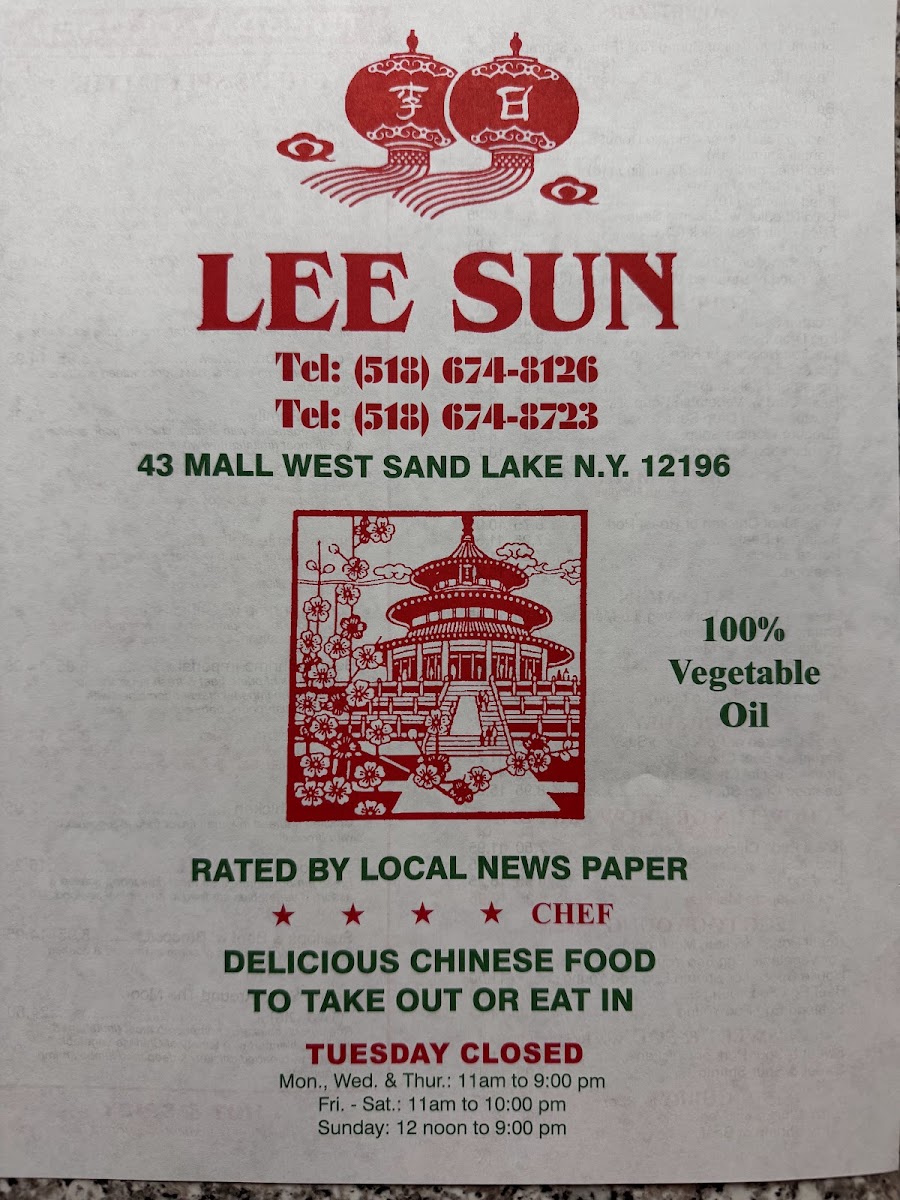 李 日
LEE SUN
Tel: (518) 674-8126
Tel: (518) 674-8723
43 MALL WEST SAND LAKE N.Y. 12196
100%
Vegetable
Oil
RATED BY LOCAL NEWS PAPER
★ ★ ★ ★ CHEF
DELICIOUS CHINESE FOOD
TO TAKE OUT OR EAT IN
TUESDAY CLOSED
Mon., Wed. & Thur.: 11am to 9:00 pm
Fri. - Sat.: 11am to 10:00 pm
Sunday: 12 noon to 9:00 pm